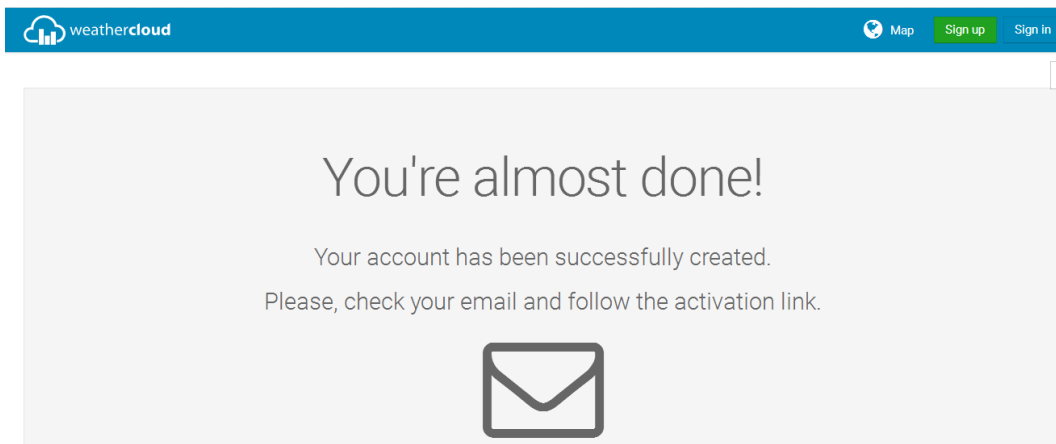 weathercloud
Map
Sign up
Sign in
You're almost done!
Your account has been successfully created.
Please, check your email and follow the activation link.